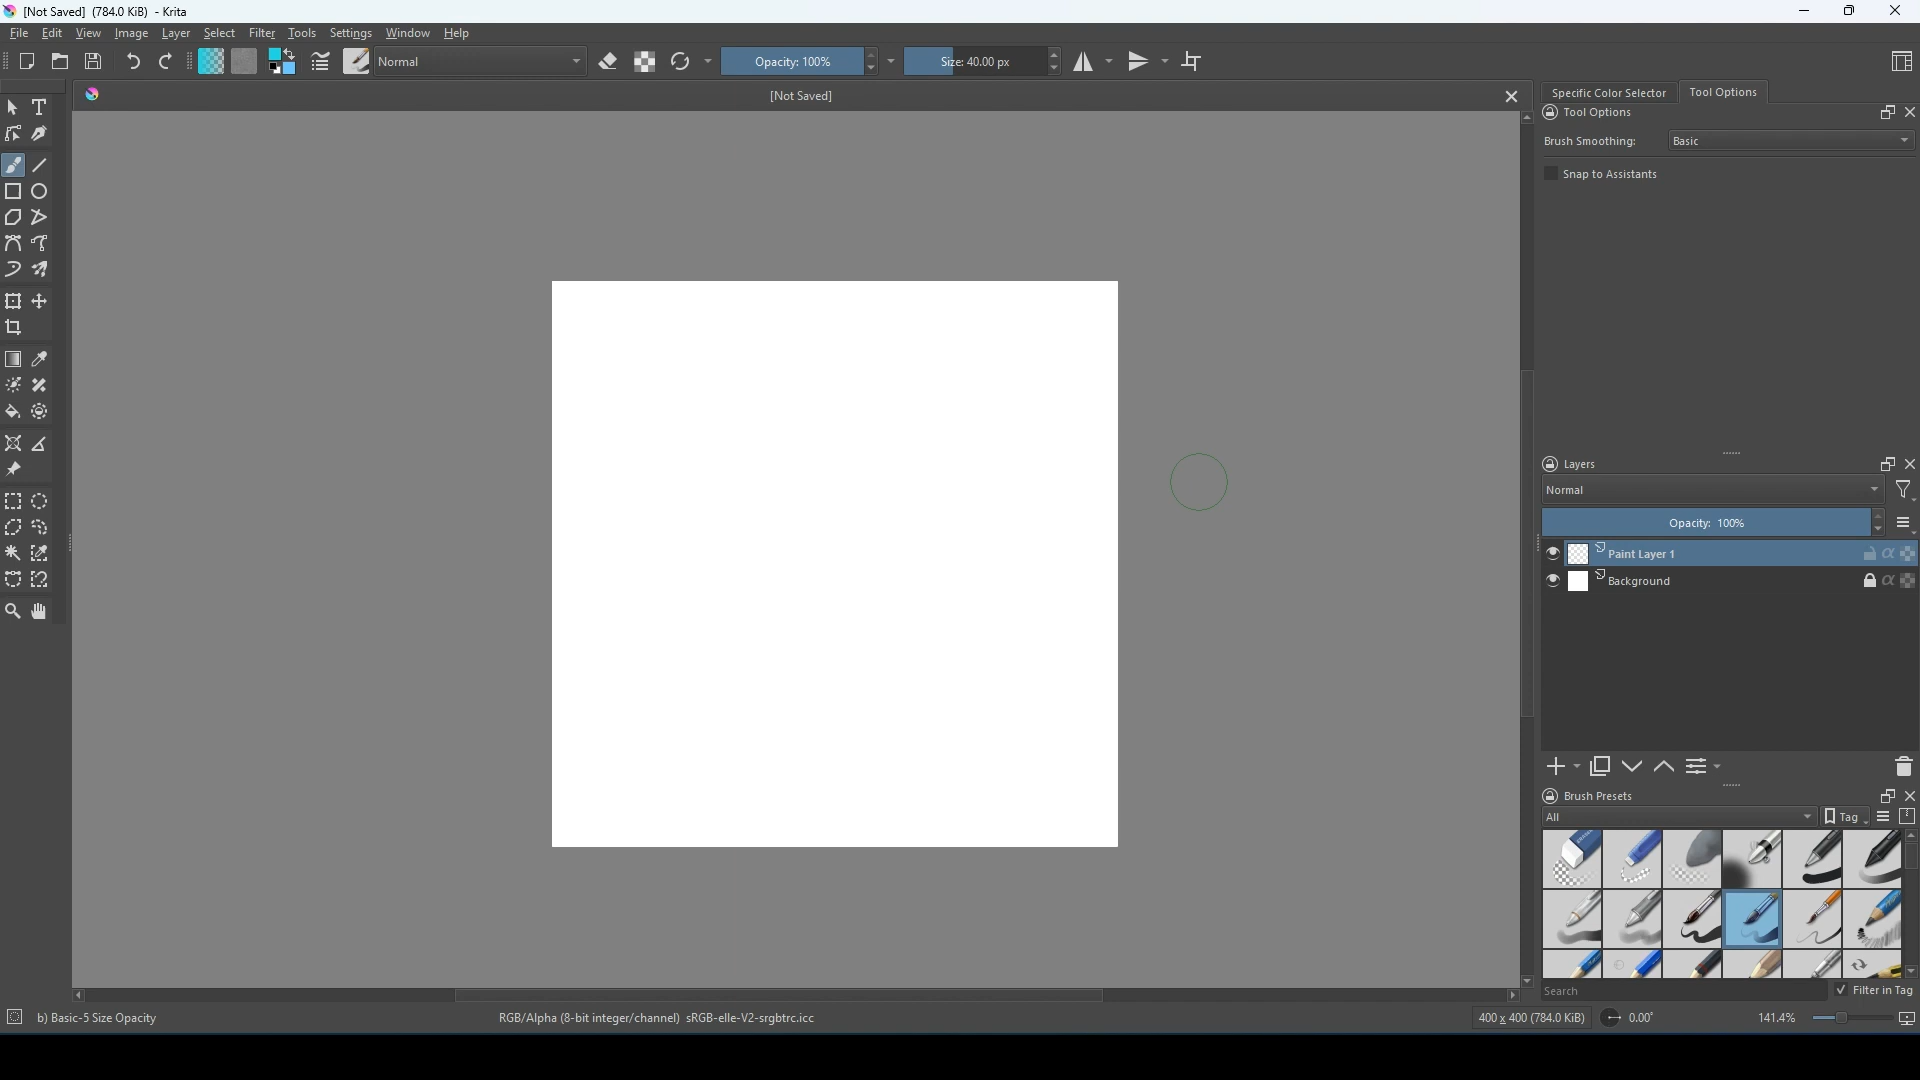 [Not Saved] (784.0 KiB) - Krita
File Edit View Image Layer Select Filter Tools Settings Window Help
Normal Opacity: 100% Size: 40.00 px
[Not Saved]
Specific Color Selector Tool Options
Tool Options
Brush Smoothing: Basic
Snap to Assistants
Layers
Normal
Opacity: 100%
Paint Layer 1
Background
Brush Presets
All Tag
Search Filter in Tag
b) Basic-5 Size Opacity RGB/Alpha (8-bit integer/channel) sRGB-elle-V2-srgbtrc.icc 400 x 400 (784.0 KiB) 0.00° 141.4%